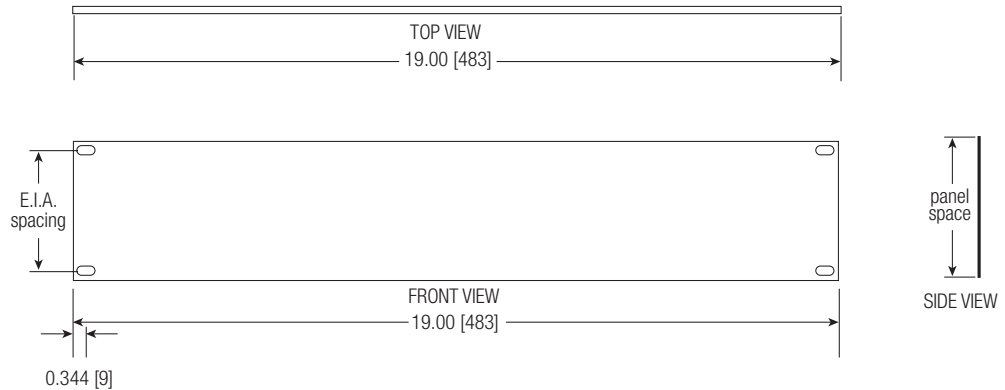 TOP VIEW
19.00 [483]
E.I.A.
spacing
panel
space
FRONT VIEW
19.00 [483]
SIDE VIEW
0.344 [9]